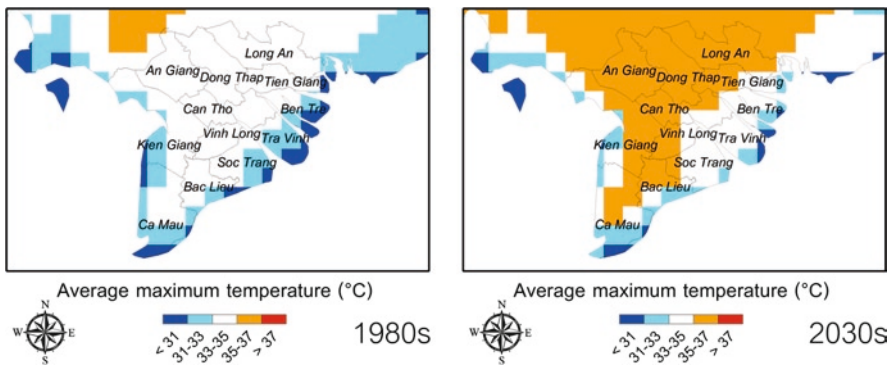 Long An
An Giang
Dong Thap
Tien Giang
Can Tho
Ben Tre
Vinh Long
Tra Vinh
Kien Giang
Soc Trang
Bac Lieu
Ca Mau
Average maximum temperature (°C)
N
W E
S
< 31
31-33
33-35
35-37
> 37
1980s
Long An
An Giang
Dong Thap
Tien Giang
Can Tho
Ben Tre
Vinh Long
Tra Vinh
Kien Giang
Soc Trang
Bac Lieu
Ca Mau
Average maximum temperature (°C)
N
W E
S
< 31
31-33
33-35
35-37
> 37
2030s